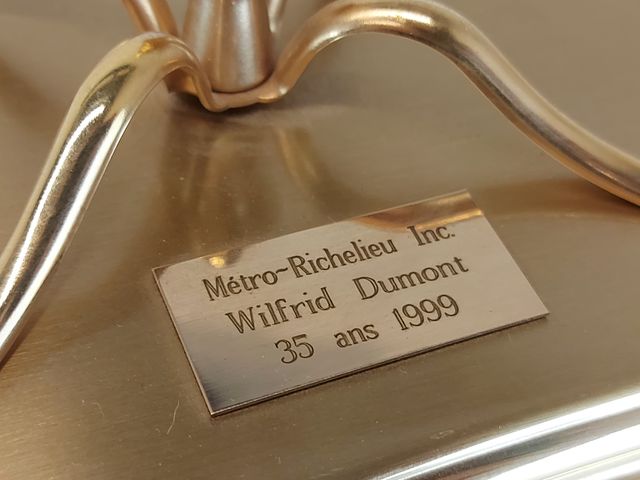 Métro-Richelieu Inc.
Wilfrid Dumont
35 ans 1999